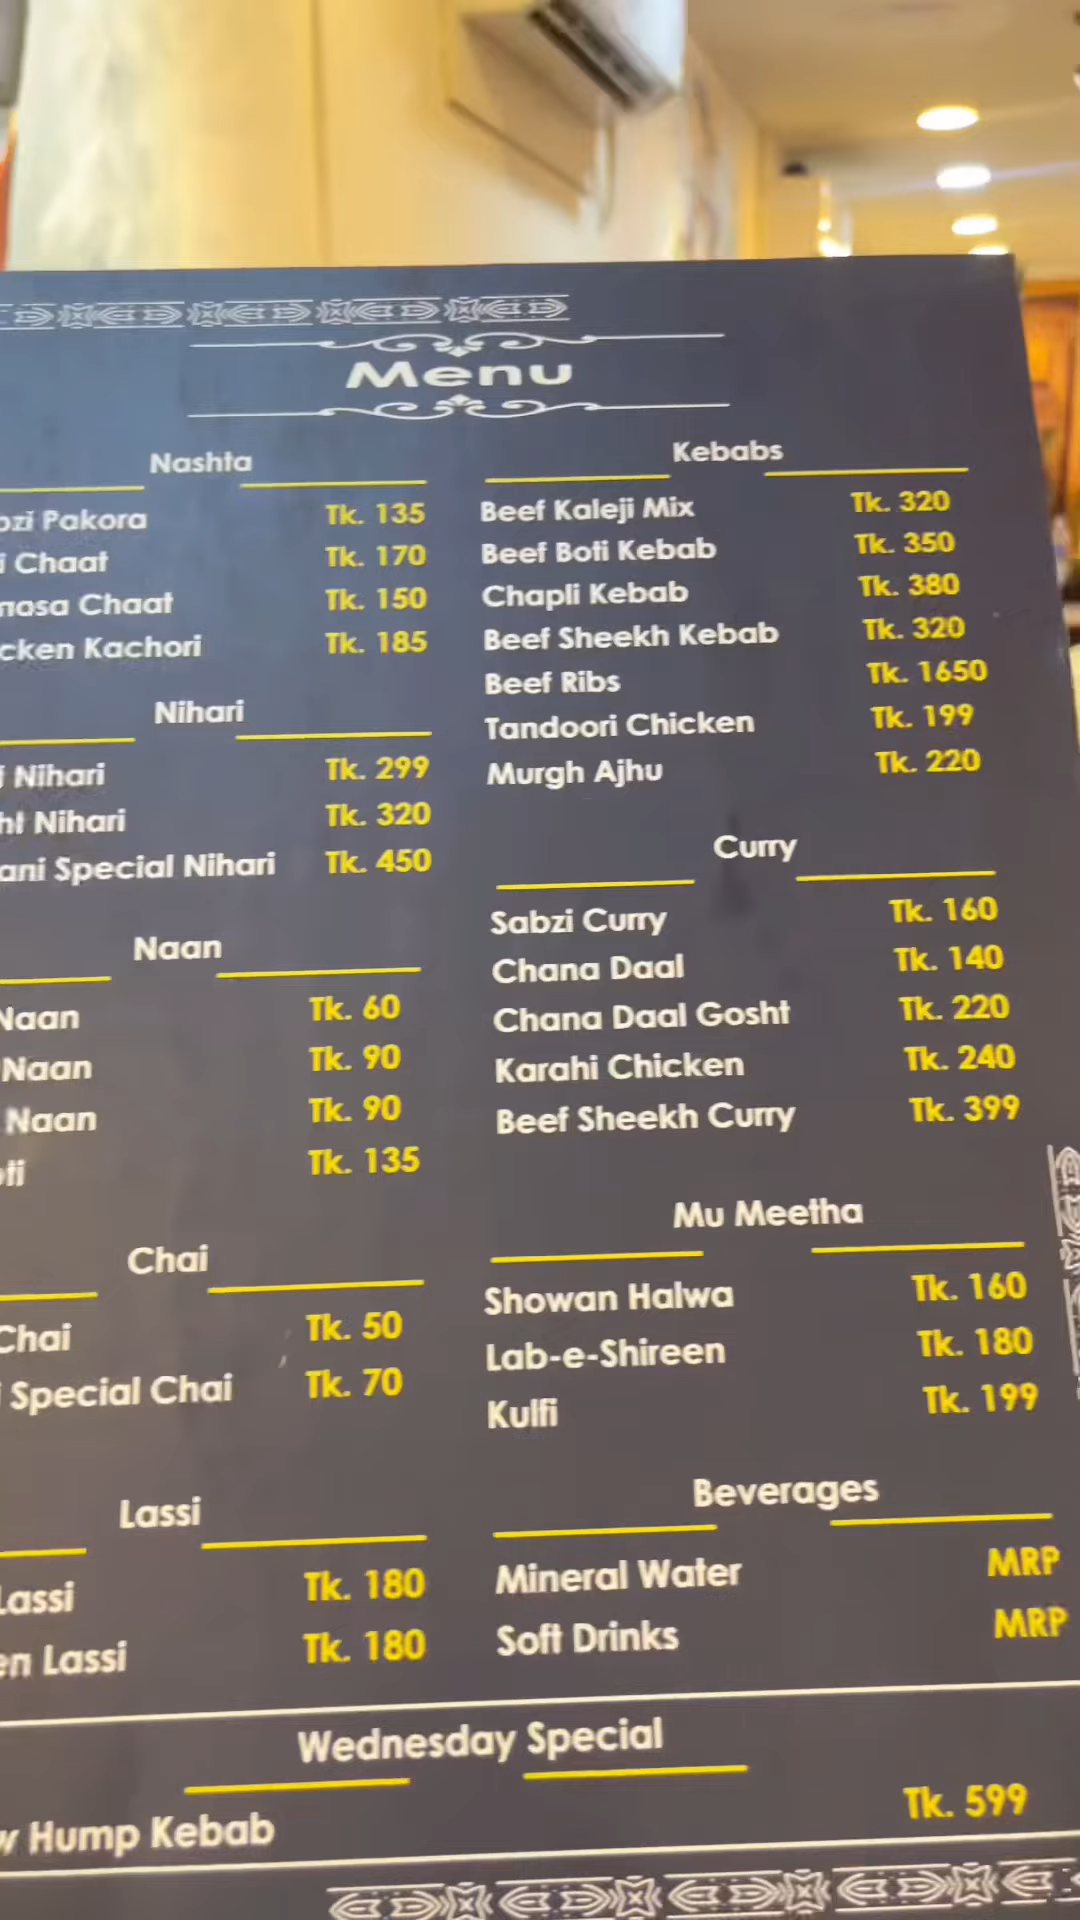 Menu
Nashta
Pakora Tk. 135
Chaat Tk. 170
Chaat Tk. 150
Kachori Tk. 185
Nihari
Nihari Tk. 299
Nihari Tk. 320
Special Nihari Tk. 450
Naan
Naan Tk. 60
Naan Tk. 90
Naan Tk. 90
Tk. 135
Chai
Chai Tk. 50
Special Chai Tk. 70
Lassi
Lassi Tk. 180
Lassi Tk. 180
Kebabs
Beef Kaleji Mix Tk. 320
Beef Boti Kebab Tk. 350
Chapli Kebab Tk. 380
Beef Sheekh Kebab Tk. 320
Beef Ribs Tk. 1650
Tandoori Chicken Tk. 199
Murgh Ajhu Tk. 220
Curry
Sabzi Curry Tk. 160
Chana Daal Tk. 140
Chana Daal Gosht Tk. 220
Karahi Chicken Tk. 240
Beef Sheekh Curry Tk. 399
Mu Meetha
Showan Halwa Tk. 160
Lab-e-Shireen Tk. 180
Kulfi Tk. 199
Beverages
Mineral Water MRP
Soft Drinks MRP
Wednesday Special
Hump Kebab Tk. 599